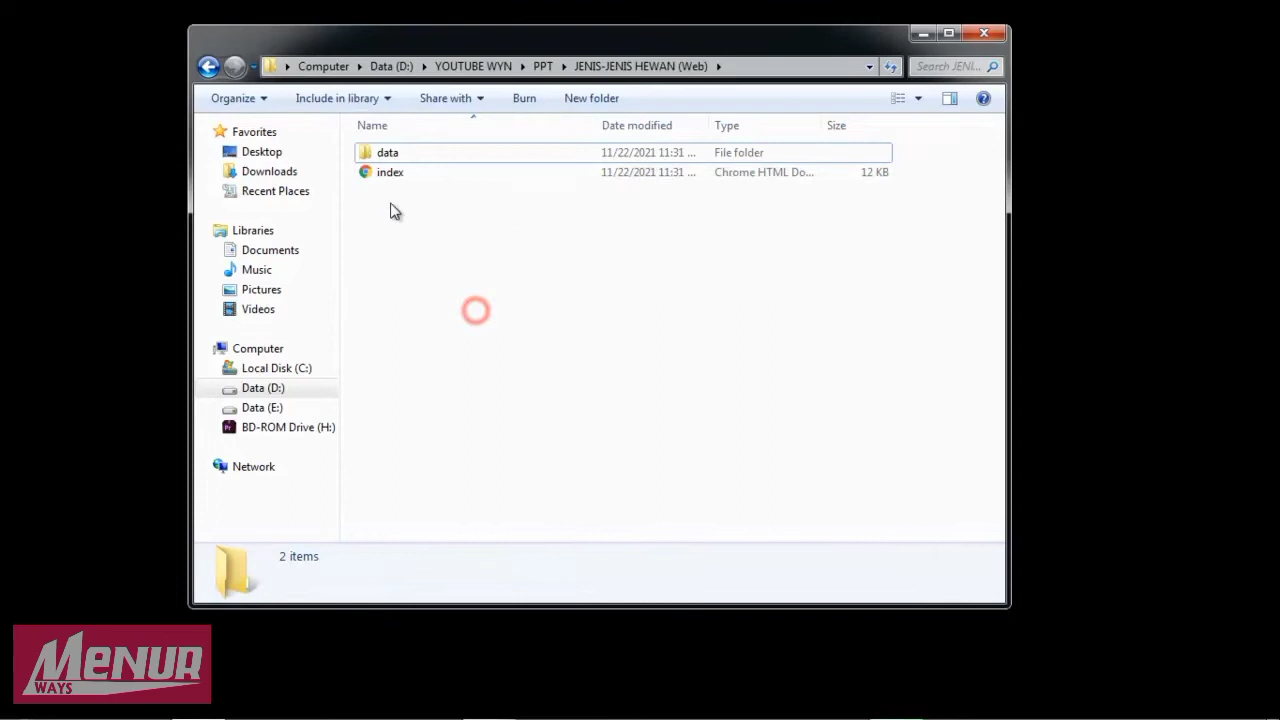 Computer Data (D:) YOUTUBE WYN PPT JENIS-JENIS HEWAN (Web) Search JENI...
Organize Include in library Share with Burn New folder
Name Date modified Type Size
data 11/22/2021 11:31 ... File folder
index 11/22/2021 11:31 ... Chrome HTML Do... 12 KB
Favorites
Desktop
Downloads
Recent Places
Libraries
Documents
Music
Pictures
Videos
Computer
Local Disk (C:)
Data (D:)
Data (E:)
Pr BD-ROM Drive (H:)
Network
2 items
MENUR
WAYS